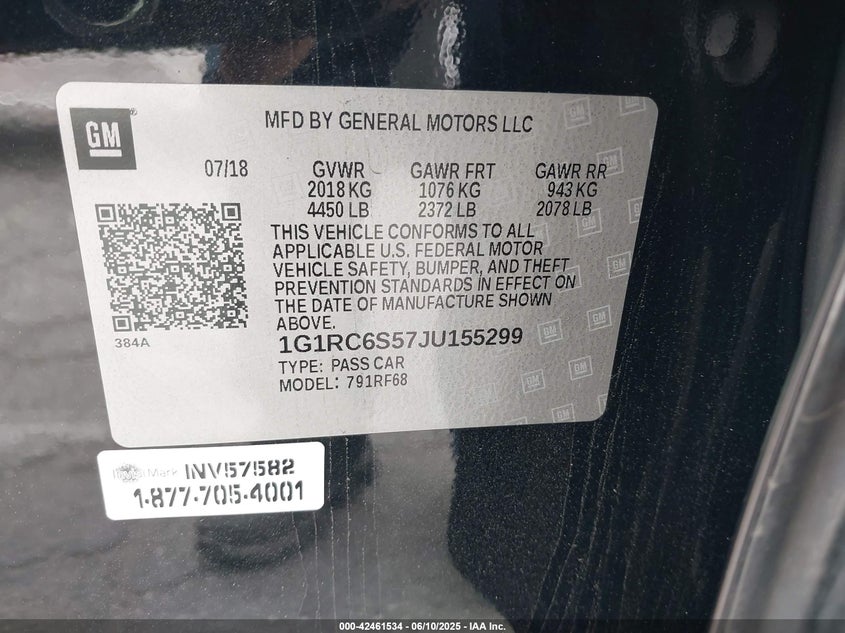 GM
MFD BY GENERAL MOTORS LLC
07/18 GVWR GAWR FRT GAWR RR
2018 KG 1076 KG 943 KG
4450 LB 2372 LB 2078 LB
THIS VEHICLE CONFORMS TO ALL
APPLICABLE U.S. FEDERAL MOTOR
VEHICLE SAFETY, BUMPER, AND THEFT
PREVENTION STANDARDS IN EFFECT ON
THE DATE OF MANUFACTURE SHOWN
ABOVE.
384A
1G1RC6S57JU155299
TYPE: PASS CAR
MODEL: 791RF68
Mark INV57582
1-877-705-4001
000-42461534 - 06/10/2025 - IAA Inc.